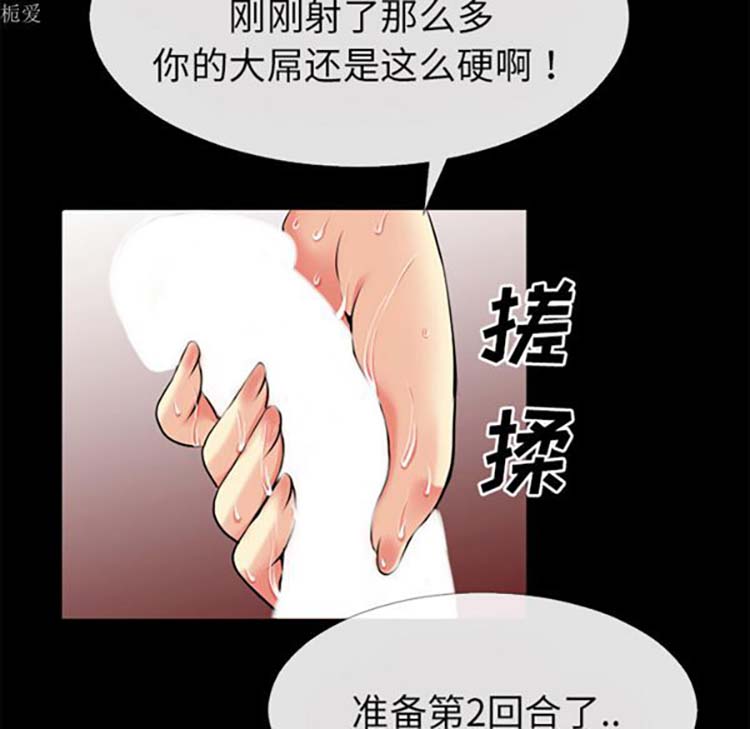 栀爱
刚刚射了那么多
你的大屌还是这么硬啊！
搓
揉
准备第2回合了..